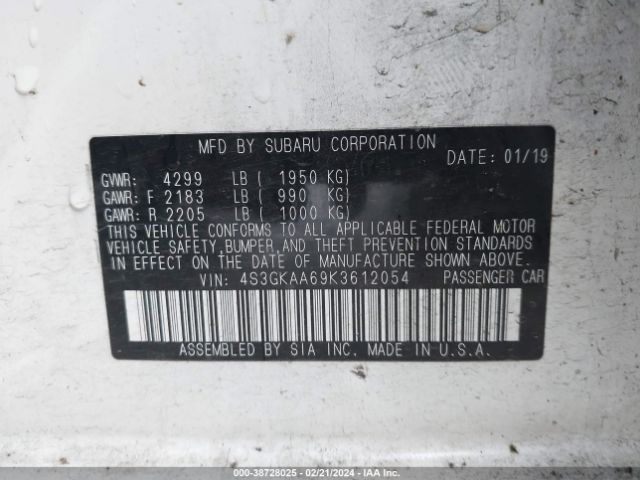 MFD BY SUBARU CORPORATION
DATE: 01/19
GVWR: 4299 LB ( 1950 KG)
GAWR: F 2183 LB ( 990 KG)
GAWR: R 2205 LB ( 1000 KG)
THIS VEHICLE CONFORMS TO ALL APPLICABLE FEDERAL MOTOR
VEHICLE SAFETY, BUMPER, AND THEFT PREVENTION STANDARDS
IN EFFECT ON THE DATE OF MANUFACTURE SHOWN ABOVE.
VIN: 4S3GKAA69K3612054 PASSENGER CAR
ASSEMBLED BY SIA INC. MADE IN U.S.A.
© - 38728025 - 02/21/2024 - IAA Inc.